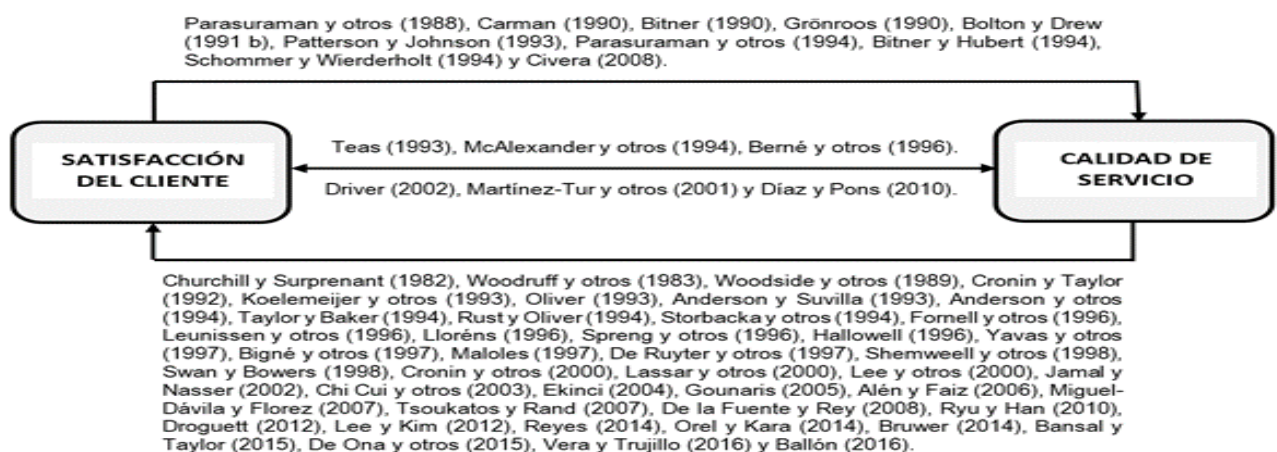 Parasuraman y otros (1988), Carman (1990), Bitner (1990), Grönroos (1990), Bolton y Drew
(1991 b), Patterson y Johnson (1993), Parasuraman y otros (1994), Bitner y Hubert (1994),
Schommer y Wierderholt (1994) y Civera (2008).
SATISFACCIÓN
DEL CLIENTE
Teas (1993), McAlexander y otros (1994), Berné y otros (1996).
Driver (2002), Martínez-Tur y otros (2001) y Díaz y Pons (2010).
CALIDAD DE
SERVICIO
Churchill y Surprenant (1982), Woodruff y otros (1983), Woodside y otros (1989), Cronin y Taylor
(1992), Koelemeijer y otros (1993), Oliver (1993), Anderson y Suvilla (1993), Anderson y otros
(1994), Taylor y Baker (1994), Rust y Oliver (1994), Storbacka y otros (1994), Fornell y otros (1996),
Leunissen y otros (1996), Lloréns (1996), Spreng y otros (1996), Hallowell (1996), Yavas y otros
(1997), Bigné y otros (1997), Maloles (1997), De Ruyter y otros (1997), Shemweell y otros (1998),
Swan y Bowers (1998), Cronin y otros (2000), Lassar y otros (2000), Lee y otros (2000), Jamal y
Nasser (2002), Chi Cui y otros (2003), Ekinci (2004), Gounaris (2005), Alén y Faiz (2006), Miguel-
Dávila y Florez (2007), Tsoukatos y Rand (2007), De la Fuente y Rey (2008), Ryu y Han (2010),
Droguett (2012), Lee y Kim (2012), Reyes (2014), Orel y Kara (2014), Bruwer (2014), Bansal y
Taylor (2015), De Ona y otros (2015), Vera y Trujillo (2016) y Ballón (2016).